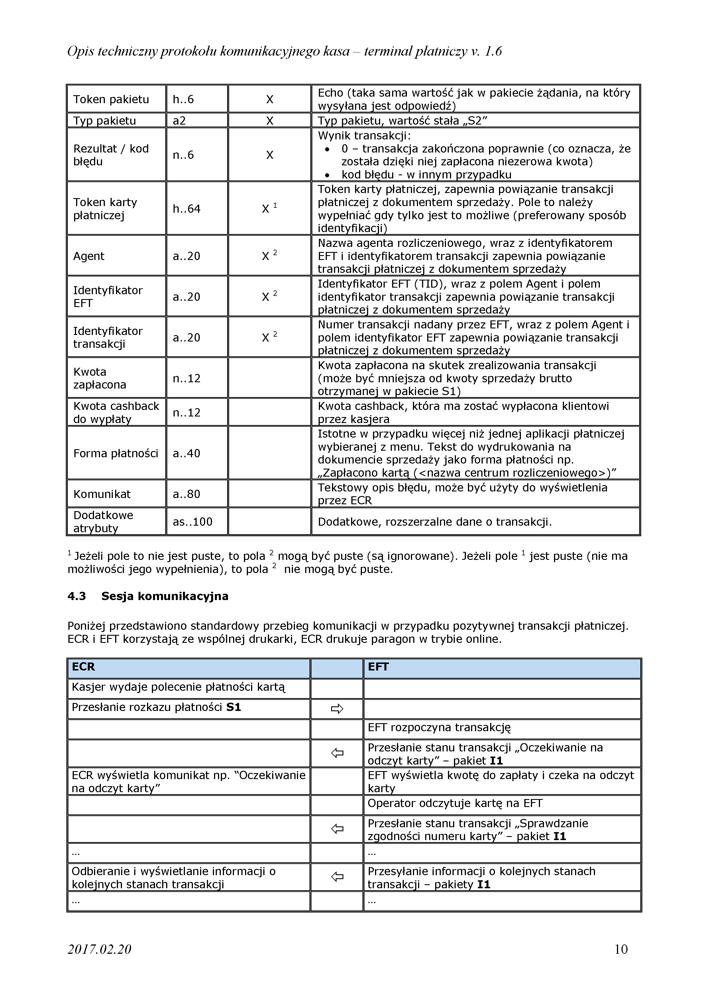 Opis techniczny protokołu komunikacyjnego kasa – terminal płatniczy v. 1.6
Token pakietu h..6 X Echo (taka sama wartość jak w pakiecie żądania, na który
wysyłana jest odpowiedź)
Typ pakietu a2 X Typ pakietu, wartość stała „S2”
Rezultat / kod
błędu
n..6 X
Wynik transakcji:
• 0 – transakcja zakończona poprawnie (co oznacza, że
została dzięki niej zapłacona niezerowa kwota)
• kod błędu - w innym przypadku
Token karty
płatniczej
h..64 X ¹
Token karty płatniczej, zapewnia powiązanie transakcji
płatniczej z dokumentem sprzedaży. Pole to należy
wypełniać gdy tylko jest to możliwe (preferowany sposób
identyfikacji)
Agent a..20 X ²
Nazwa agenta rozliczeniowego, wraz z identyfikatorem
EFT i identyfikatorem transakcji zapewnia powiązanie
transakcji płatniczej z dokumentem sprzedaży
Identyfikator
EFT
a..20 X ²
Identyfikator EFT (TID), wraz z polem Agent i polem
identyfikator transakcji zapewnia powiązanie transakcji
płatniczej z dokumentem sprzedaży
Identyfikator
transakcji
a..20 X ²
Numer transakcji nadany przez EFT, wraz z polem Agent i
polem identyfikator EFT zapewnia powiązanie transakcji
płatniczej z dokumentem sprzedaży
Kwota
zapłacona
n..12
Kwota zapłacona na skutek zrealizowania transakcji
(może być mniejsza od kwoty sprzedaży brutto
otrzymanej w pakiecie S1)
Kwota cashback
do wypłaty
n..12
Kwota cashback, która ma zostać wypłacona klientowi
przez kasjera
Forma płatności a..40
Istotne w przypadku więcej niż jednej aplikacji płatniczej
wybieranej z menu. Tekst do wydrukowania na
dokumencie sprzedaży jako forma płatności np.
„Zapłacono kartą (<nazwa centrum rozliczeniowego>)”
Komunikat a..80
Tekstowy opis błędu, może być użyty do wyświetlenia
przez ECR
Dodatkowe
atrybuty
as..100 Dodatkowe, rozszerzalne dane o transakcji.
¹ Jeżeli pole to nie jest puste, to pola ² mogą być puste (są ignorowane). Jeżeli pole ¹ jest puste (nie ma
możliwości jego wypełnienia), to pola ² nie mogą być puste.
4.3 Sesja komunikacyjna
Poniżej przedstawiono standardowy przebieg komunikacji w przypadku pozytywnej transakcji płatniczej.
ECR i EFT korzystają ze wspólnej drukarki, ECR drukuje paragon w trybie online.
ECR EFT
Kasjer wydaje polecenie płatności kartą
Przesłanie rozkazu płatności S1 ⇨
EFT rozpoczyna transakcję
⇦ Przesłanie stanu transakcji „Oczekiwanie na
odczyt karty” – pakiet I1
ECR wyświetla komunikat np. “Oczekiwanie
na odczyt karty”
EFT wyświetla kwotę do zapłaty i czeka na odczyt
karty
Operator odczytuje kartę na EFT
⇦ Przesłanie stanu transakcji „Sprawdzanie
zgodności numeru karty” – pakiet I1
… …
Odbieranie i wyświetlanie informacji o
kolejnych stanach transakcji
⇦ Przesyłanie informacji o kolejnych stanach
transakcji – pakiety I1
… …
2017.02.20 10